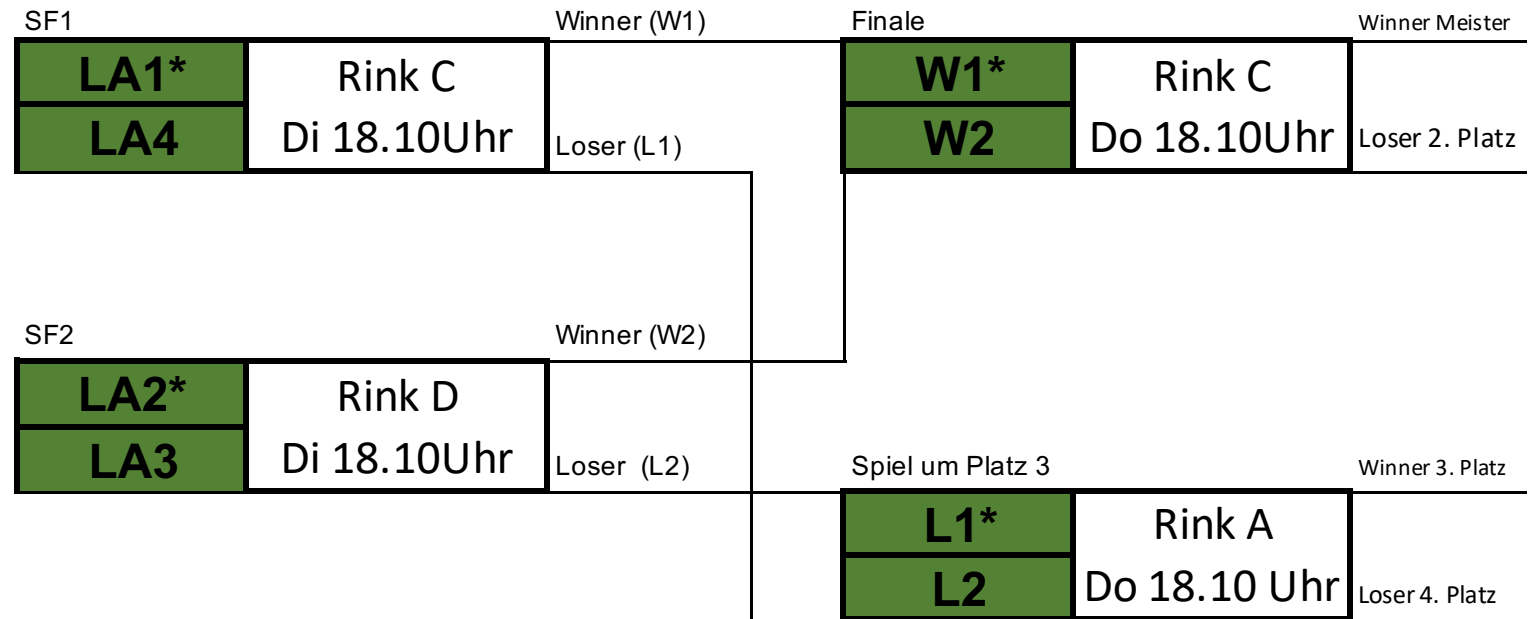 SF1
Winner (W1)
LA1*
Rink C
LA4
Di 18.10Uhr
Loser (L1)
Finale
Winner Meister
W1*
Rink C
W2
Do 18.10Uhr
Loser 2. Platz
SF2
Winner (W2)
LA2*
Rink D
LA3
Di 18.10Uhr
Loser (L2)
Spiel um Platz 3
Winner 3. Platz
L1*
Rink A
L2
Do 18.10 Uhr
Loser 4. Platz